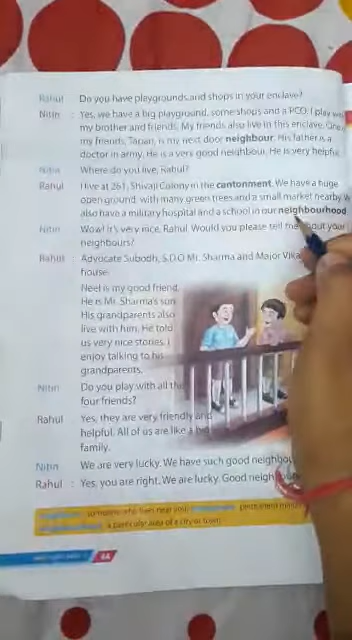 Rahul : Do you have playgrounds and shops in your enclave?
Nitin : Yes, we have a big playground, some shops and a PCO. I play with
my brother and friends. My friends also live in this enclave. One
my friends, Tapan, is my next door neighbour. His father is a
doctor in army. He is a very good neighbour. He is very helpful.
Nitin : Where do you live, Rahul?
Rahul : I live at 261, Shivaji Colony in the cantonment. We have a huge
open ground, with many green trees and a small market nearby. W
also have a military hospital and a school in our neighbourhood
Nitin : Wow! It's very nice, Rahul. Would you please tell me about your
neighbours?
Rahul : Advocate Subodh, S.D.O Mr. Sharma and Major Vika
house.
Neel is my good friend.
He is Mr. Sharma's son.
His grandparents also
live with him. He told
us very nice stories. I
enjoy talking to his
grandparents.
Nitin : Do you play with all the
four friends?
Rahul : Yes, they are very friendly and
helpful. All of us are like a big
family.
Nitin : We are very lucky. We have such good neighbou
Rahul : Yes, you are right. We are lucky. Good neighbour
someone who lives near you permanent
a particular area of a city or town
44